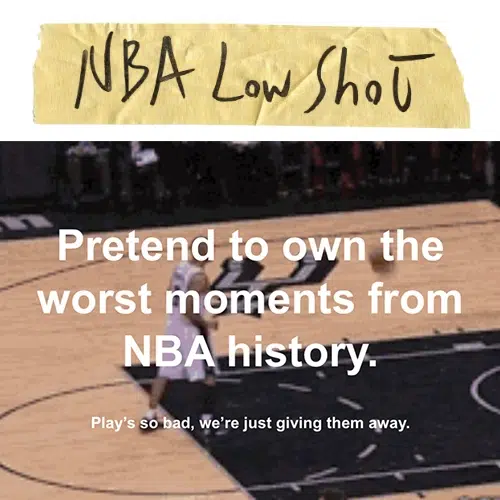 NBA Low Shot
Pretend to own the
worst moments from
NBA history.
Play's so bad, we're just giving them away.